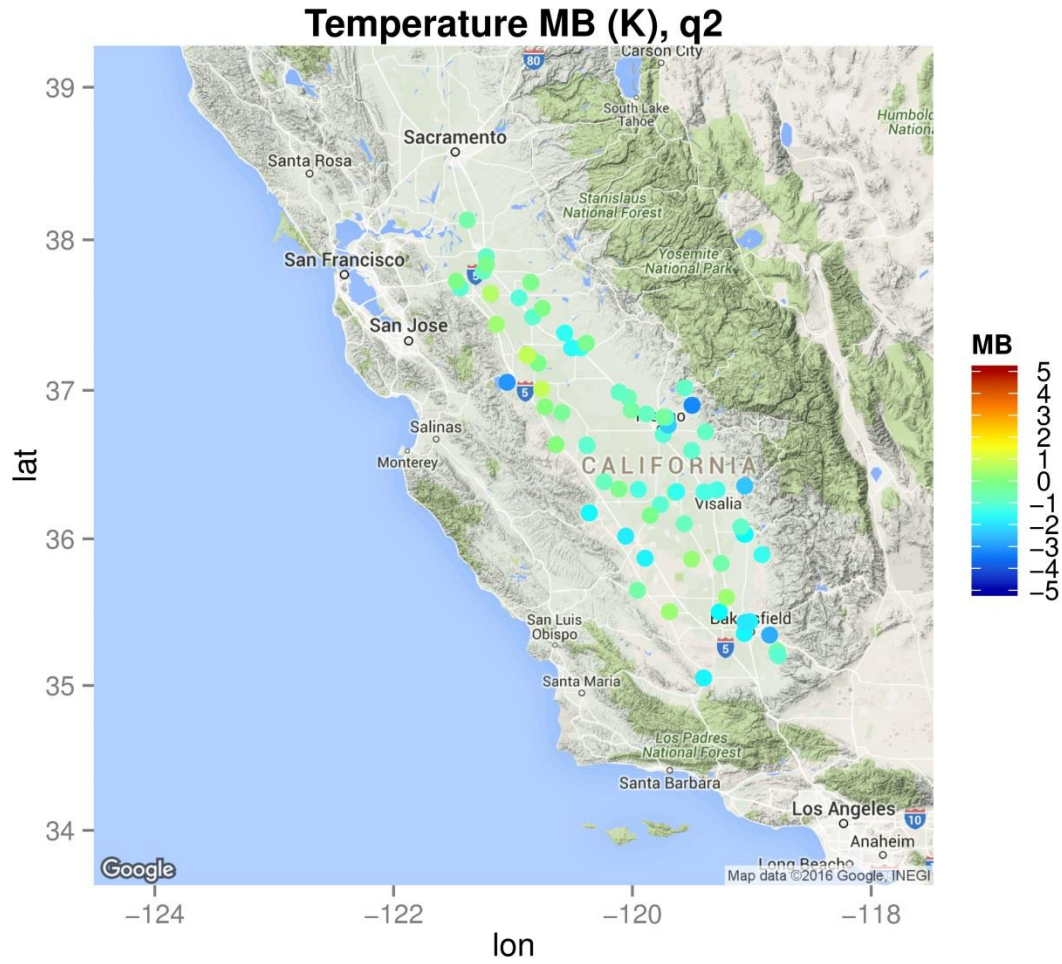 Temperature MB (K), q2
39
38
37
36
35
34
lat
−124
−122
−120
−118
lon
80
Carson City
South Lake
Tahoe
Humbol
Nationa
Sacramento
Santa Rosa
Stanislaus
National Forest
San Francisco
5
Yosemite
National Park
San Jose
5
Salinas
Monterey
CALIFORNIA
Visalia
San Luis
Obispo
Bakersfield
5
Santa Maria
Los Padres
National Forest
Santa Barbara
Los Angeles
10
Anaheim
Long Beach
Google
Map data ©2016 Google, INEGI
MB
5
4
3
2
1
0
−1
−2
−3
−4
−5